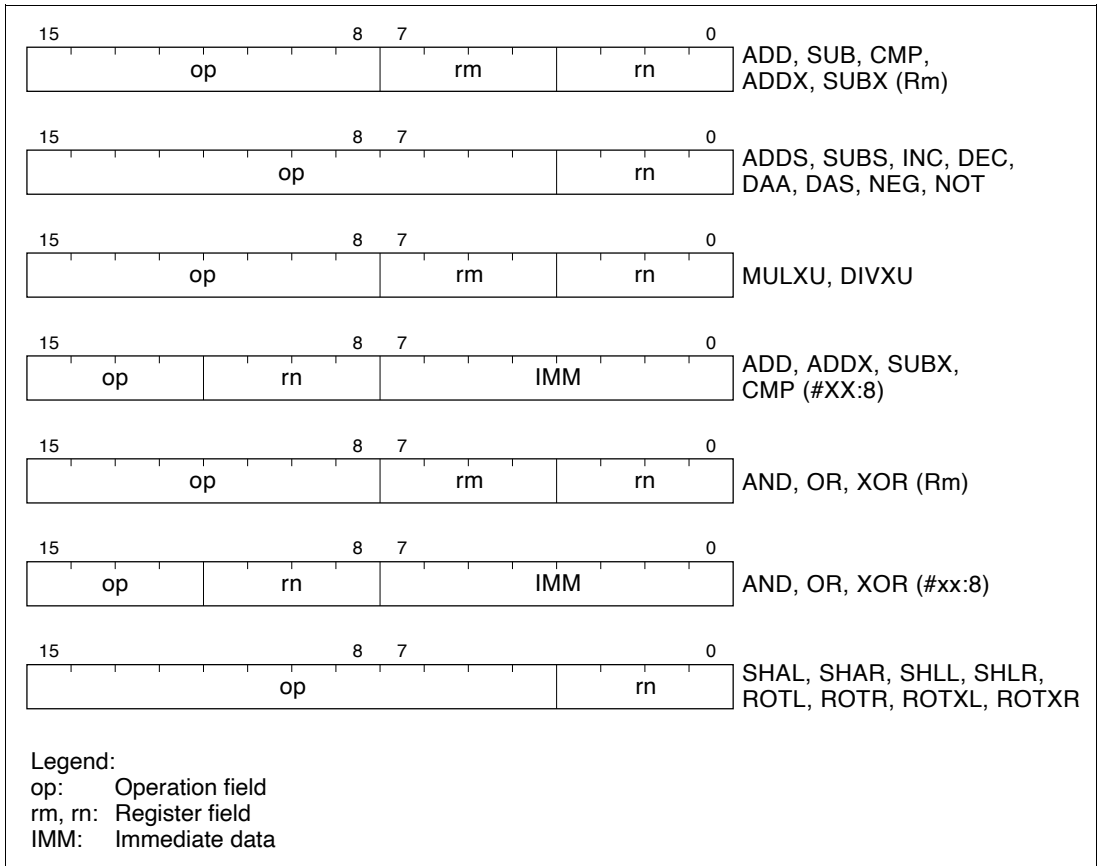 15 8 7 0
op rm rn
ADD, SUB, CMP,
ADDX, SUBX (Rm)
15 8 7 0
op rn
ADDS, SUBS, INC, DEC,
DAA, DAS, NEG, NOT
15 8 7 0
op rm rn
MULXU, DIVXU
15 8 7 0
op rn IMM
ADD, ADDX, SUBX,
CMP (#XX:8)
15 8 7 0
op rm rn
AND, OR, XOR (Rm)
15 8 7 0
op rn IMM
AND, OR, XOR (#xx:8)
15 8 7 0
op rn
SHAL, SHAR, SHLL, SHLR,
ROTL, ROTR, ROTXL, ROTXR
Legend:
op: Operation field
rm, rn: Register field
IMM: Immediate data